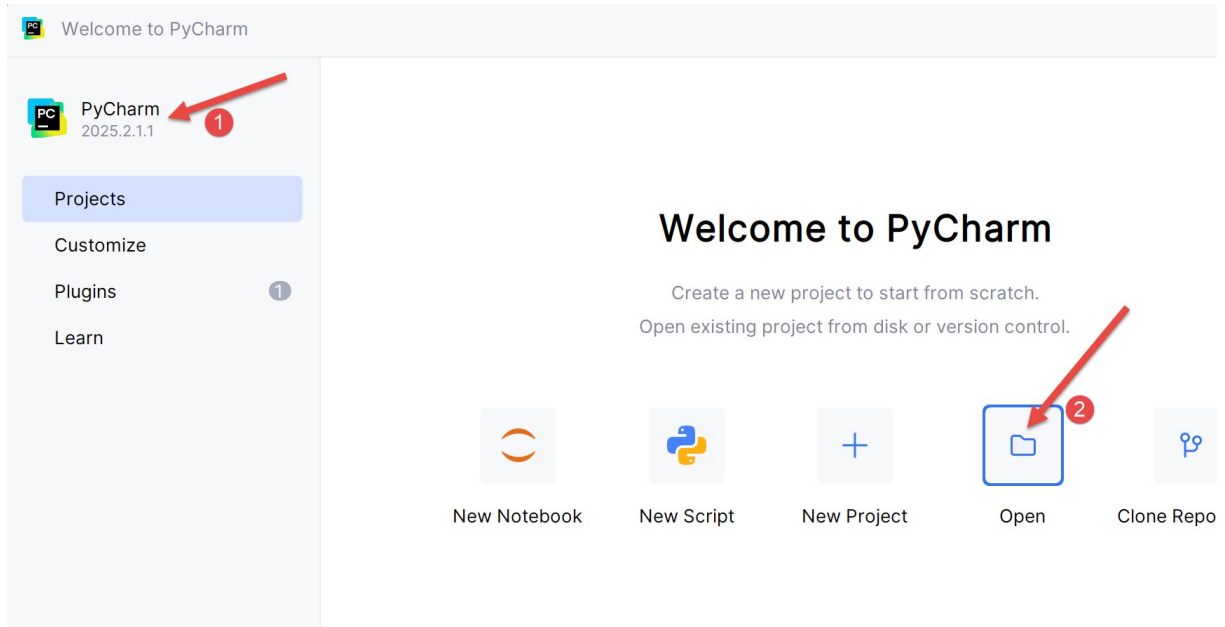 PC
Welcome to PyCharm
PC
PyCharm
2025.2.1.1
1
Projects
Customize
Plugins
1
Learn
Welcome to PyCharm
Create a new project to start from scratch.
Open existing project from disk or version control.
2
New Notebook
New Script
New Project
Open
Clone Repo